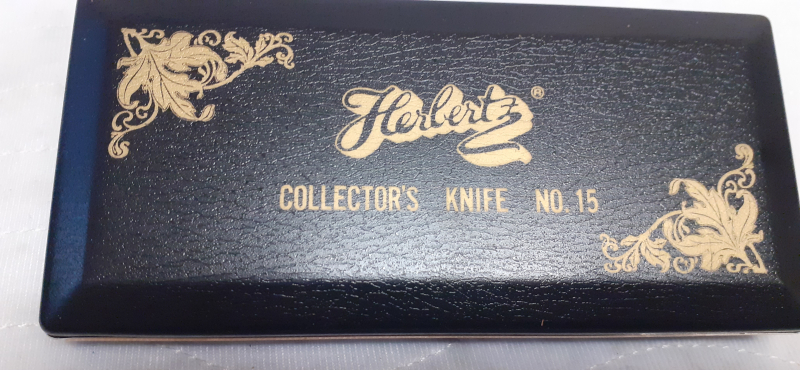 Herbertz®
COLLECTOR'S KNIFE NO. 15